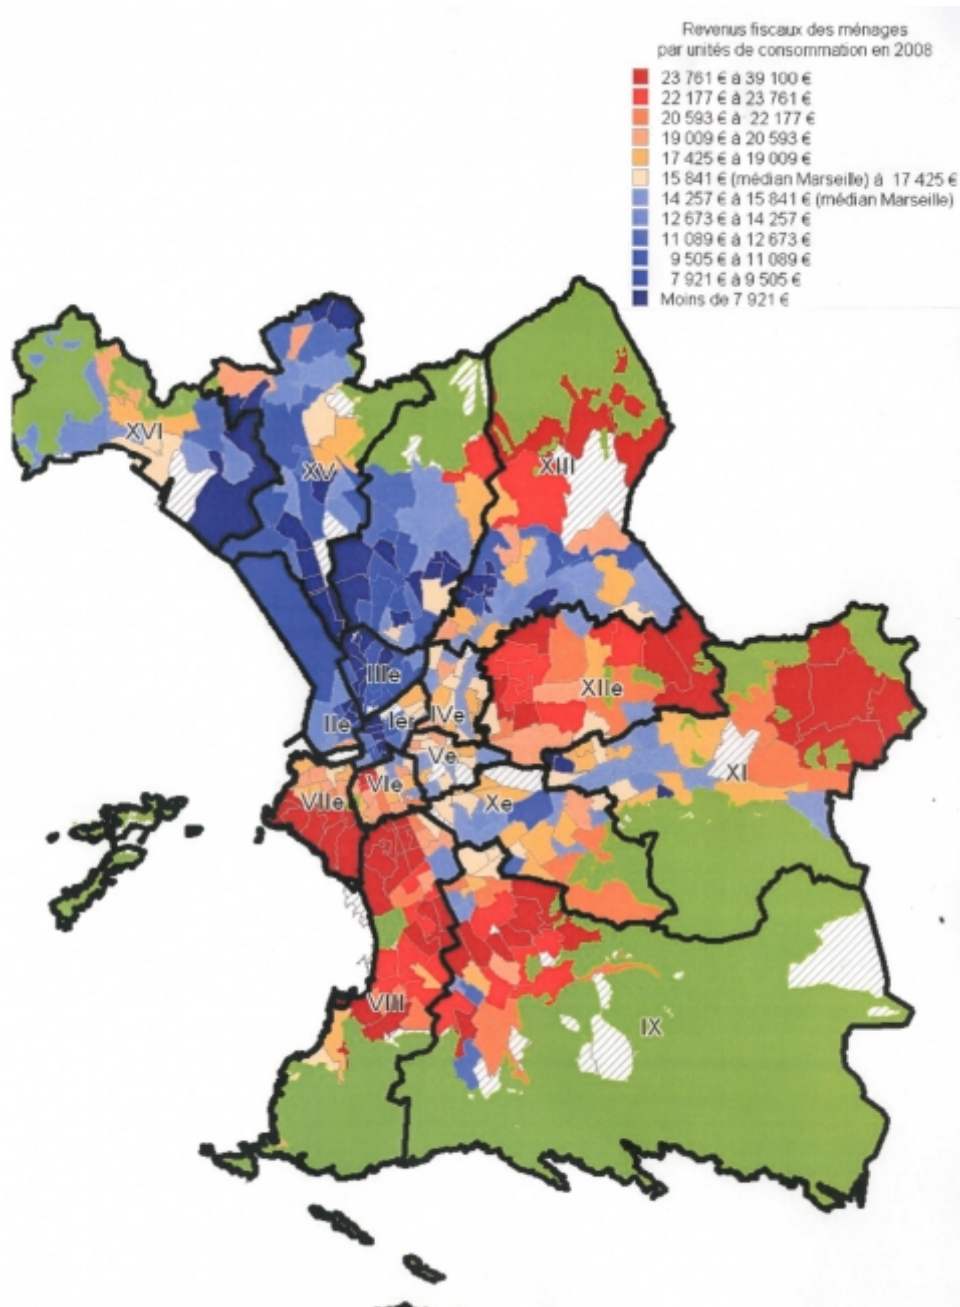 Revenus fiscaux des ménages
par unités de consommation en 2008
23 761 € à 39 100 €
22 177 € à 23 761 €
20 593 € à 22 177 €
19 009 € à 20 593 €
17 425 € à 19 009 €
15 841 € (médian Marseille) à 17 425 €
14 257 € à 15 841 € (médian Marseille)
12 673 € à 14 257 €
11 089 € à 12 673 €
9 505 € à 11 089 €
7 921 € à 9 505 €
Moins de 7 921 €
XVI
XV
XIII
IIIe
XIIe
IIe
Ier
IVe
Ve
XI
VIIe
VIe
Xe
VIII
IX